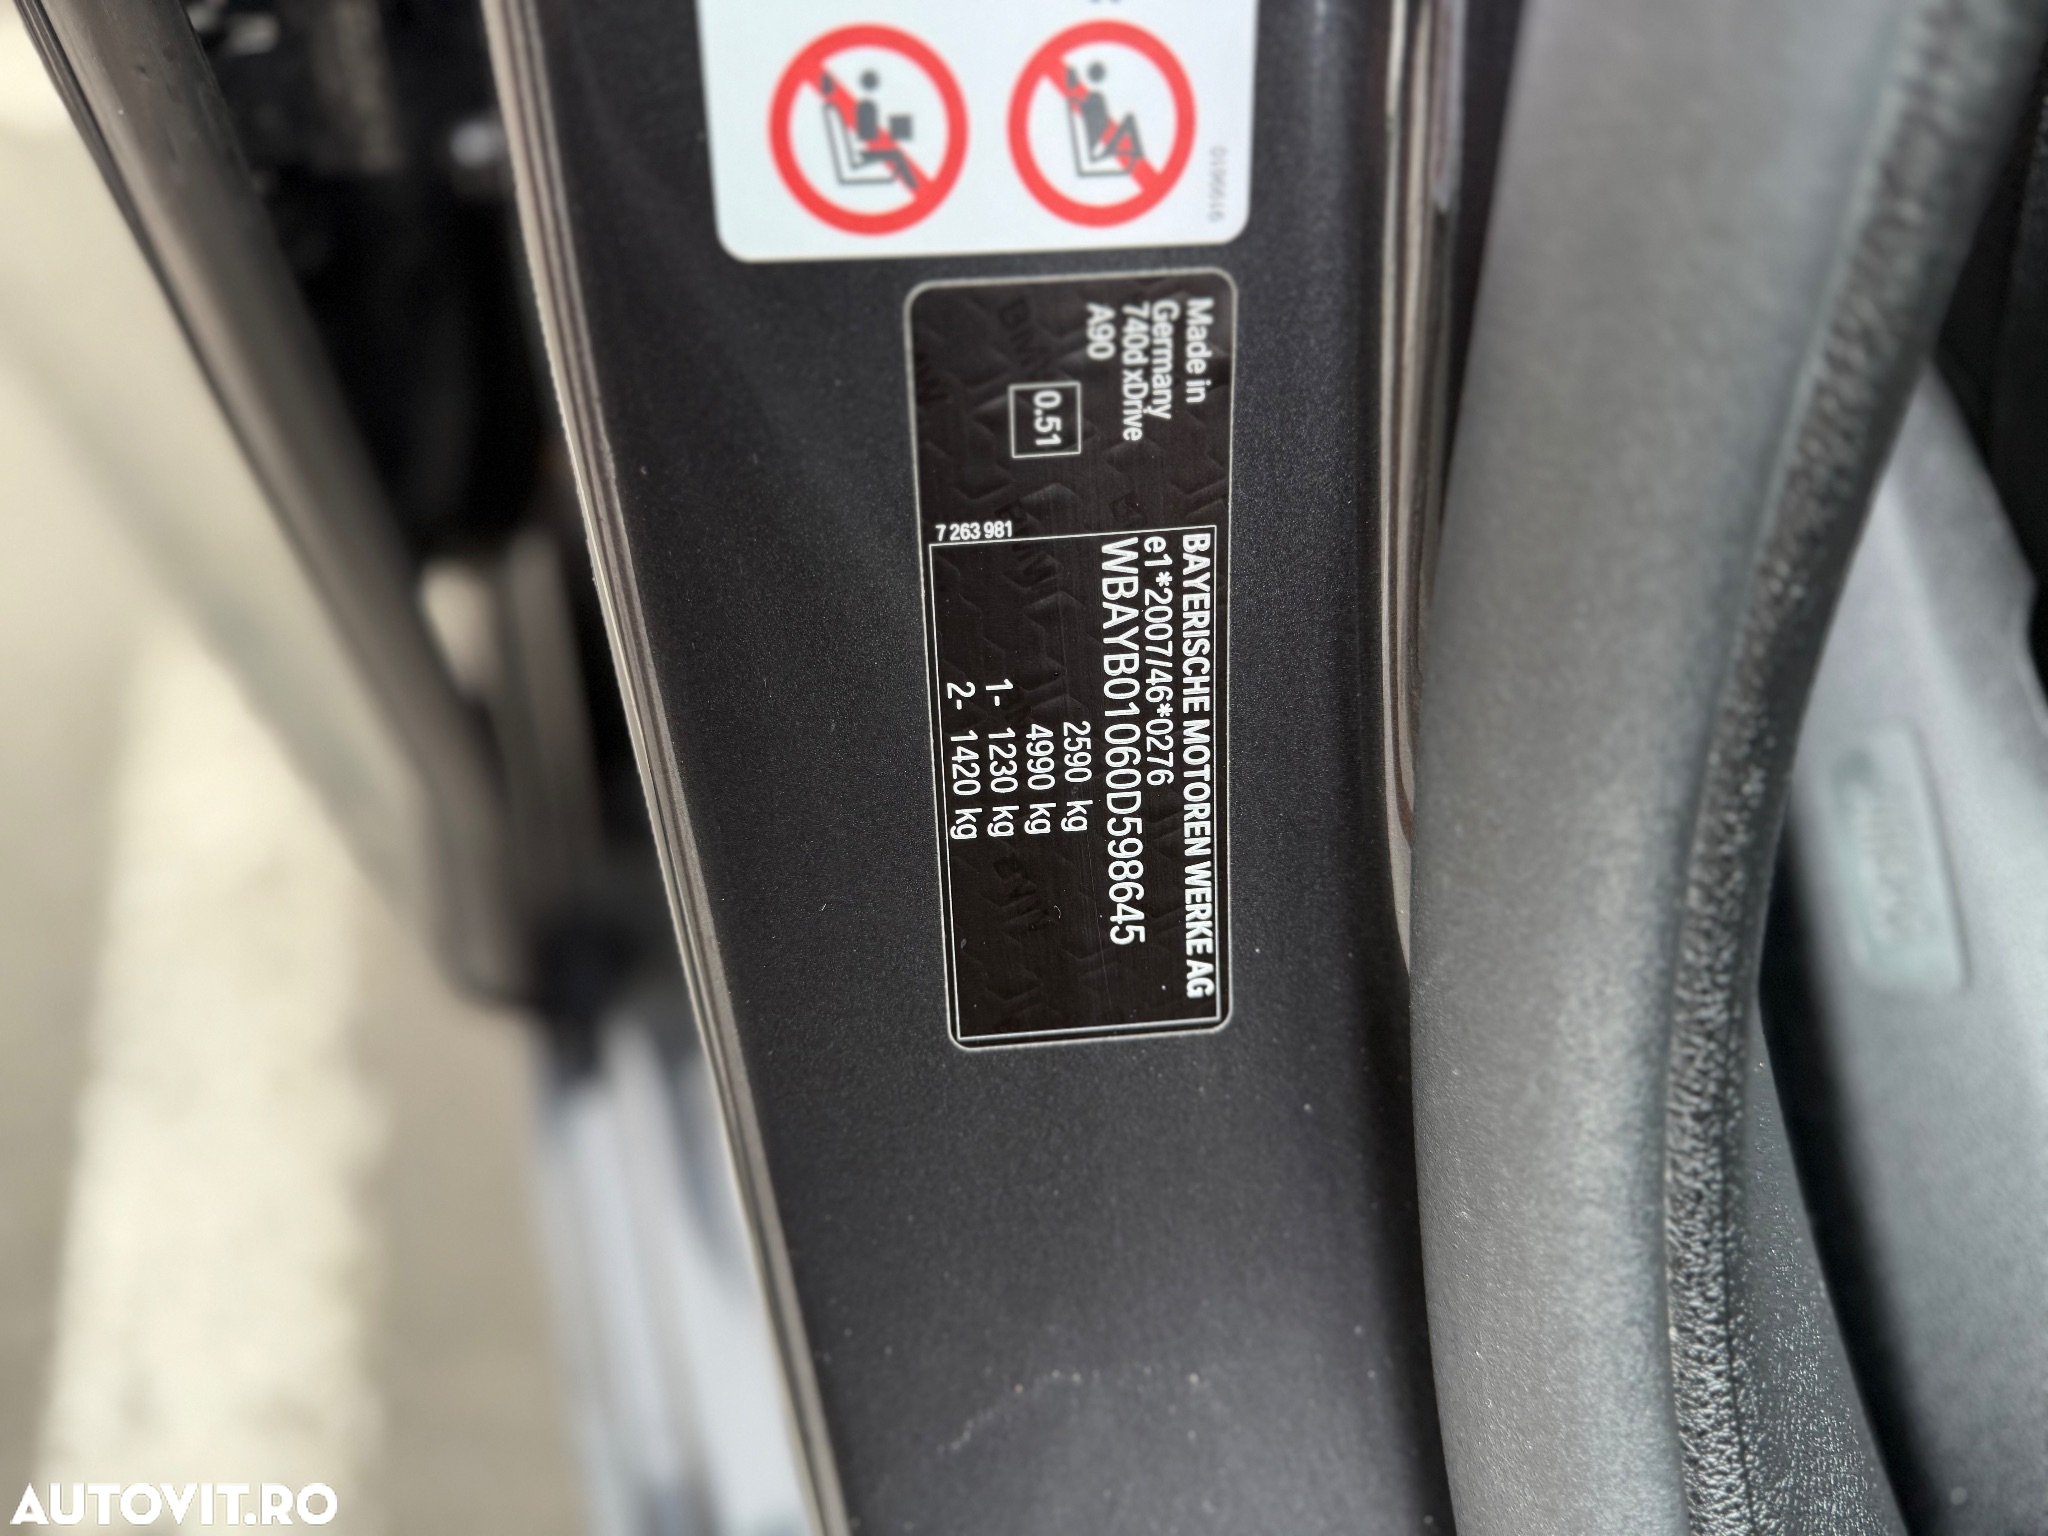 0196616
Made in
Germany
740d xDrive
A90
0.51
7 263 981
BAYERISCHE MOTOREN WERKE AG
e1*2007/46*0276
WBAYB01060D598645
2590 kg
4990 kg
1- 1230 kg
2- 1420 kg
AUTOVIT.RO